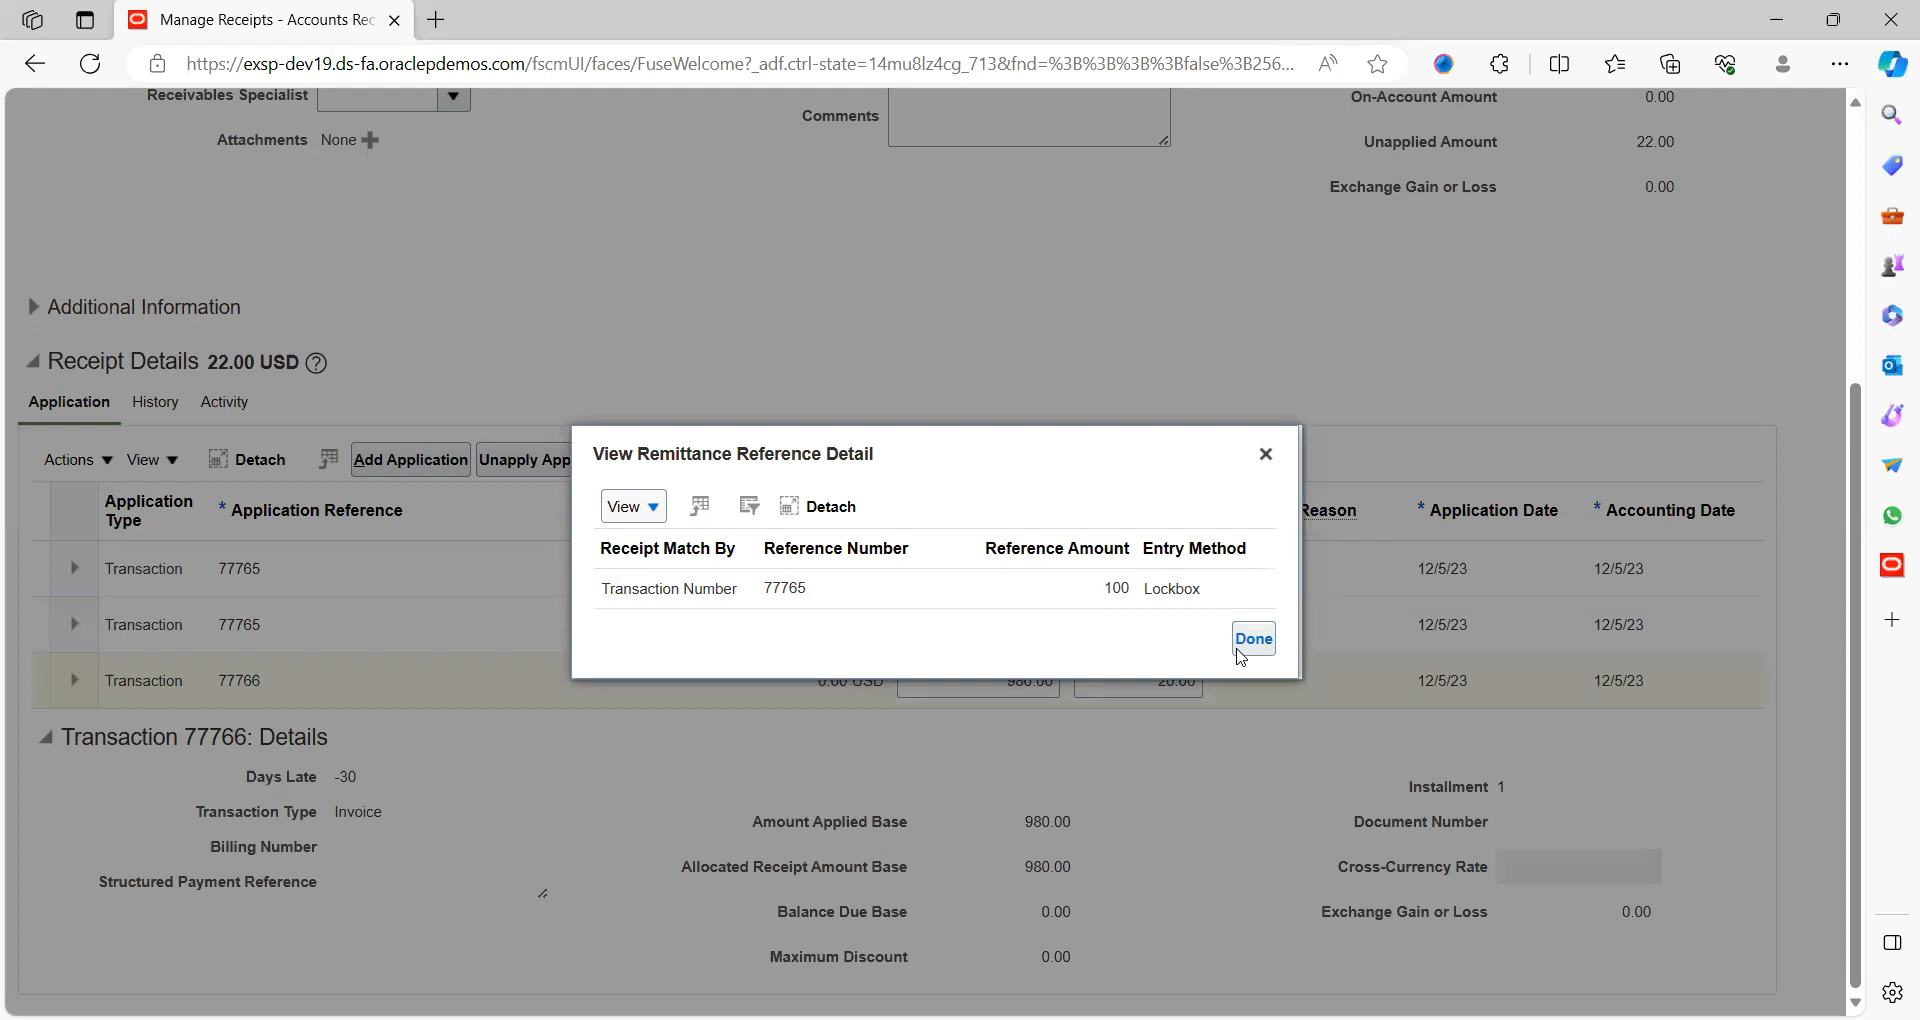 Manage Receipts - Accounts Rec
https://exsp-dev19.ds-fa.oraclepdemos.com/fscmUI/faces/FuseWelcome?_adf.ctrl-state=14mu8lz4cg_713&fnd=%3B%3B%3B%3Bfalse%3B256...
Receivables Specialist
Attachments None
Comments
On-Account Amount 0.00
Unapplied Amount 22.00
Exchange Gain or Loss 0.00
Additional Information
Receipt Details 22.00 USD
Application History Activity
Actions View Detach Add Application Unapply App
Application Type * Application Reference Reason * Application Date * Accounting Date
Transaction 77765 12/5/23 12/5/23
Transaction 77765 12/5/23 12/5/23
Transaction 77766 0.00 USD 980.00 20.00 12/5/23 12/5/23
View Remittance Reference Detail
View Detach
Receipt Match By Reference Number Reference Amount Entry Method
Transaction Number 77765 100 Lockbox
Done
Transaction 77766: Details
Days Late -30
Transaction Type Invoice
Billing Number
Structured Payment Reference
Amount Applied Base 980.00
Allocated Receipt Amount Base 980.00
Balance Due Base 0.00
Maximum Discount 0.00
Installment 1
Document Number
Cross-Currency Rate
Exchange Gain or Loss 0.00